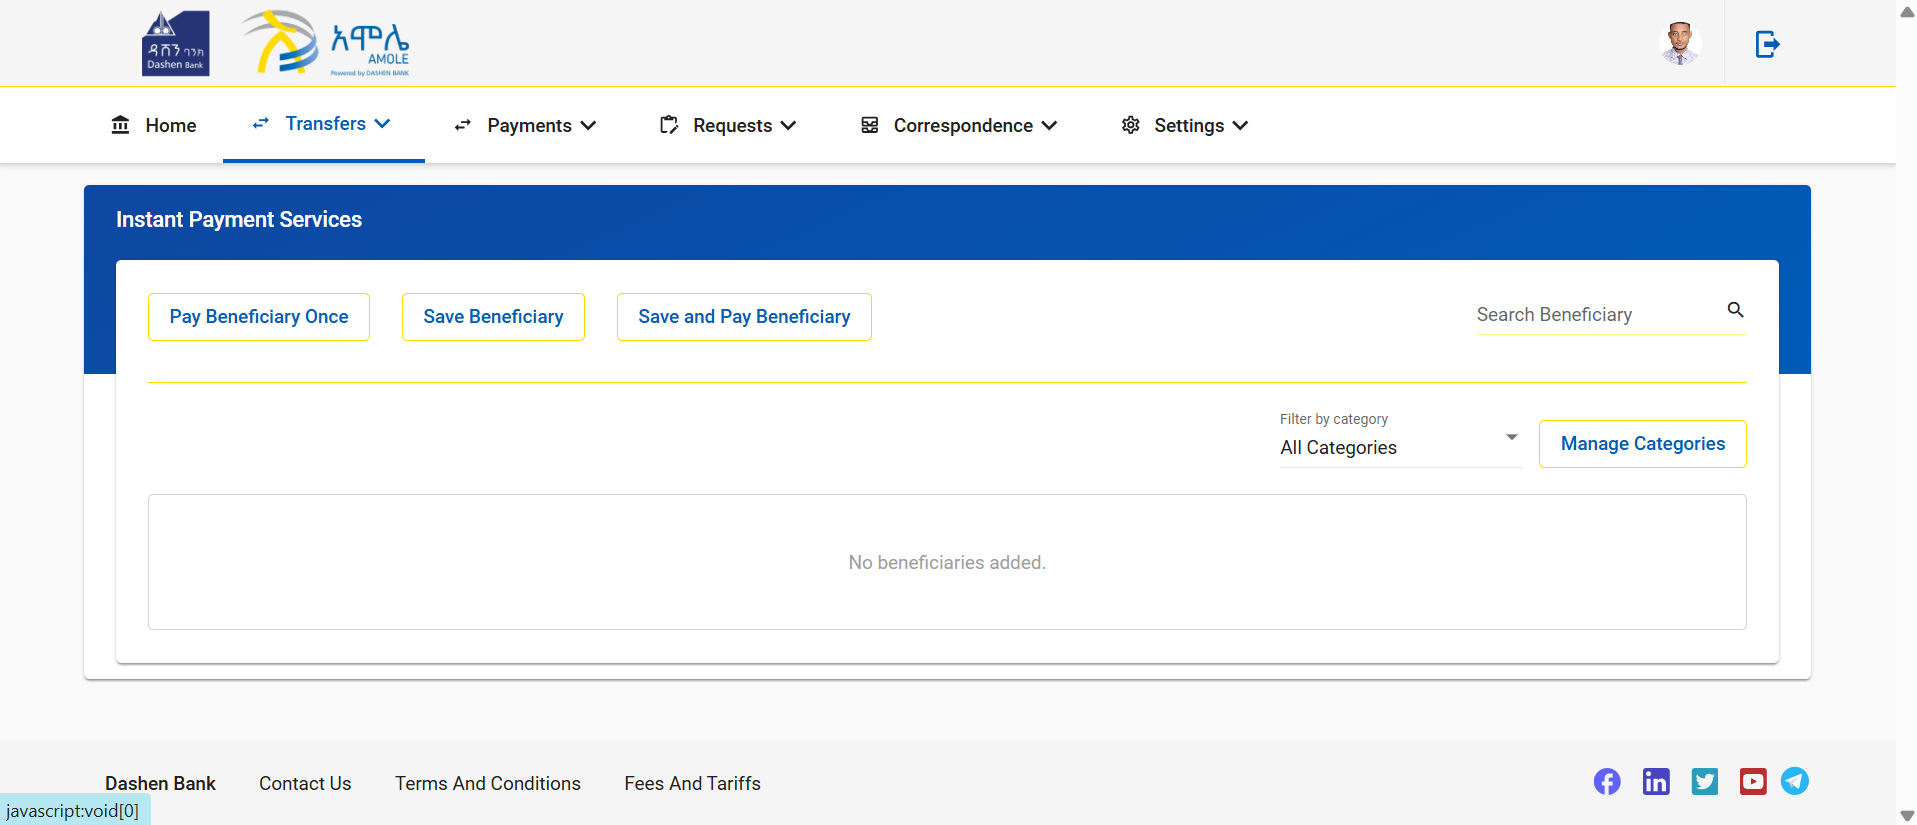 ዳሸን ባንክ
Dashen Bank
አሞሌ
AMOLE
Powered by DASHEN BANK
Home
Transfers
Payments
Requests
Correspondence
Settings
Instant Payment Services
Pay Beneficiary Once
Save Beneficiary
Save and Pay Beneficiary
Search Beneficiary
Filter by category
All Categories
Manage Categories
No beneficiaries added.
Dashen Bank
Contact Us
Terms And Conditions
Fees And Tariffs
javascript:void[0]